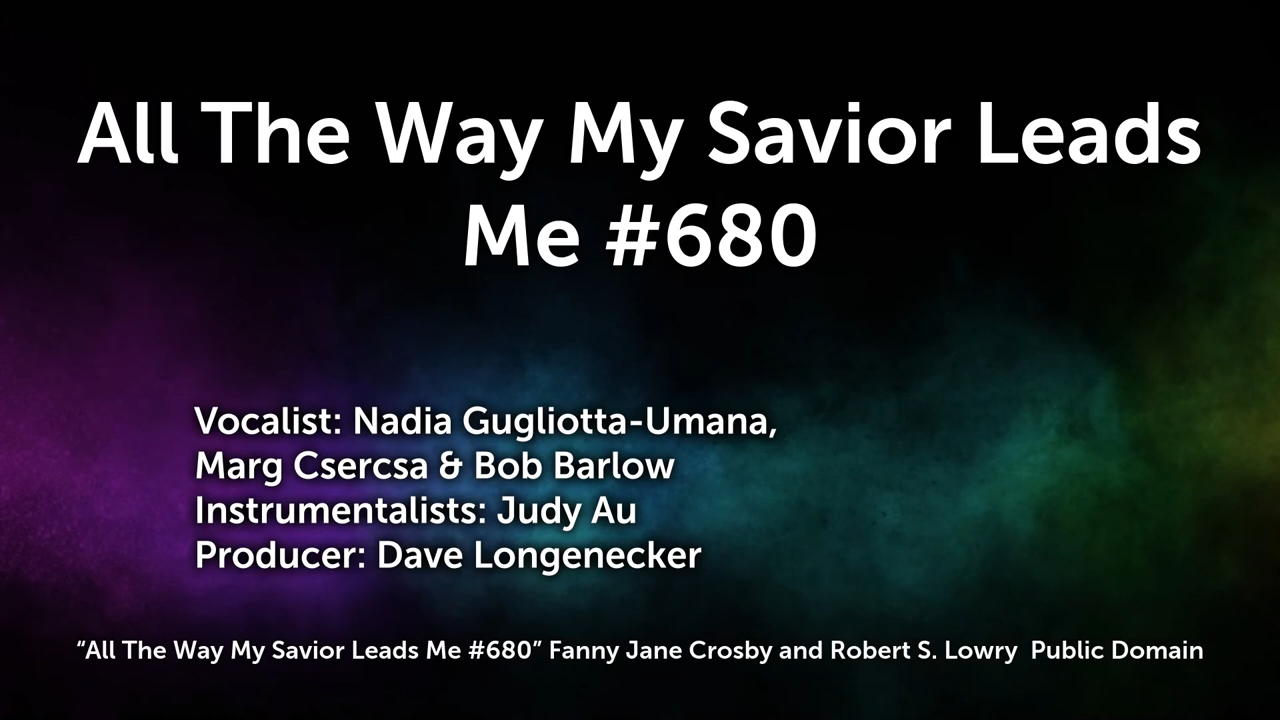 All The Way My Savior Leads
Me #680
Vocalist: Nadia Gugliotta-Umana,
Marg Csercsa & Bob Barlow
Instrumentalists: Judy Au
Producer: Dave Longenecker
“All The Way My Savior Leads Me #680” Fanny Jane Crosby and Robert S. Lowry  Public Domain